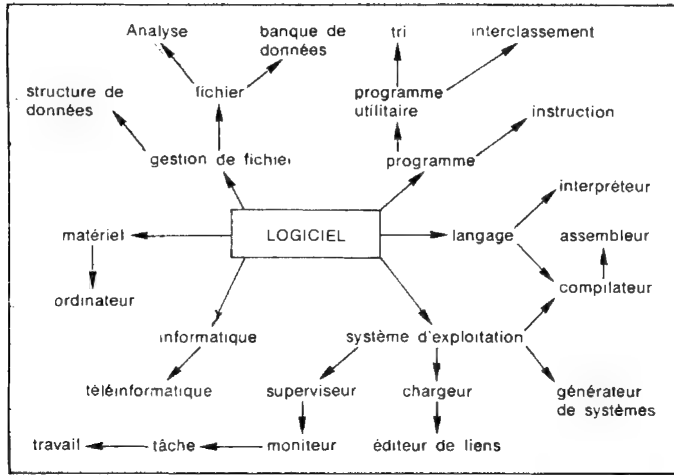 Analyse
banque de
données
tri
interclassement
structure de
données
fichier
programme
utilitaire
instruction
gestion de fichier
programme
interpréteur
matériel
LOGICIEL
langage
assembleur
ordinateur
compilateur
informatique
système d'exploitation
téléinformatique
superviseur
chargeur
générateur
de systèmes
travail
tâche
moniteur
éditeur de liens